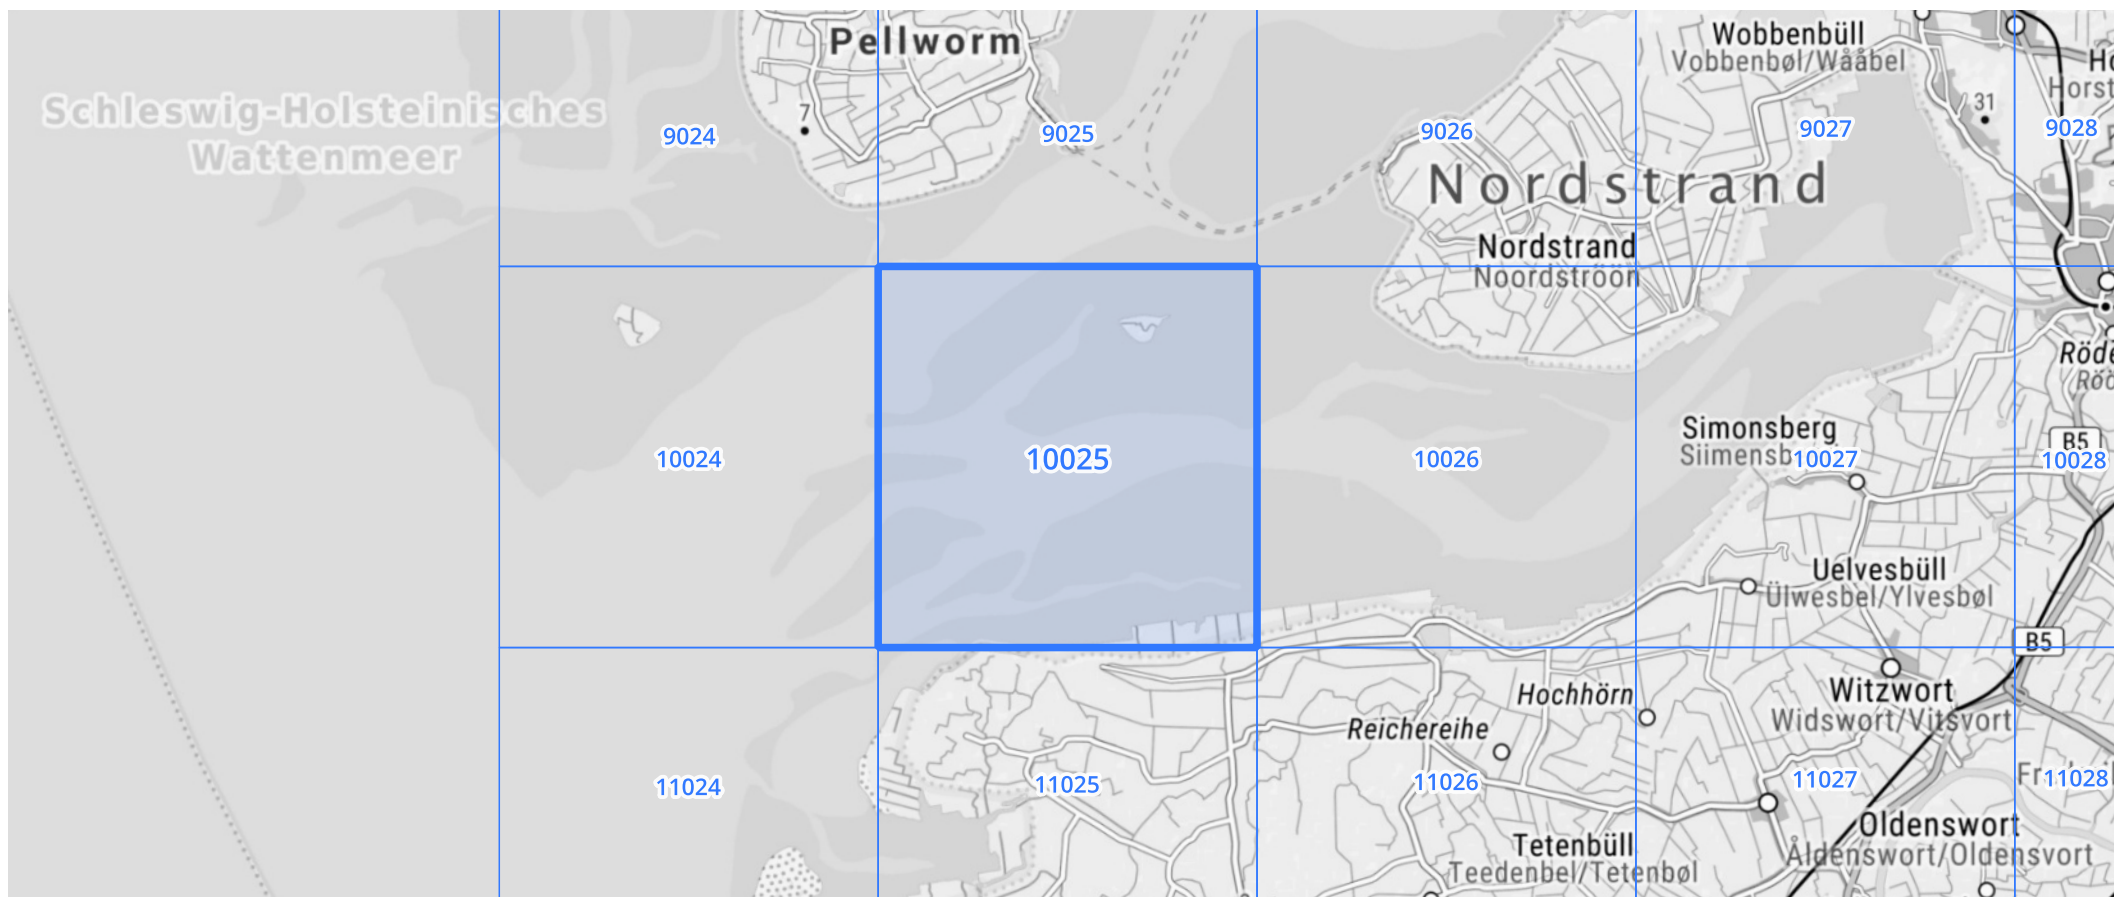 Pellworm
Wobbenbüll
Vobbenbøl/Wååbel
Horst
Schleswig-Holsteinisches
Wattenmeer
7
31
9024
9025
9026
9027
9028
Nordstrand
Nordstrand
Noordströön
Simonsberg
B5
10024
10025
10026
10027
10028
Uelvesbüll
Ülwesbel/Ylvesbøl
B5
Hochhörn
Witzwort
Widswort/Vitsvort
Reichereihe
11024
11025
11026
11027
11028
Oldenswort
Åldenswort/Oldensvort
Tetenbüll
Teedenbel/Tetenbøl